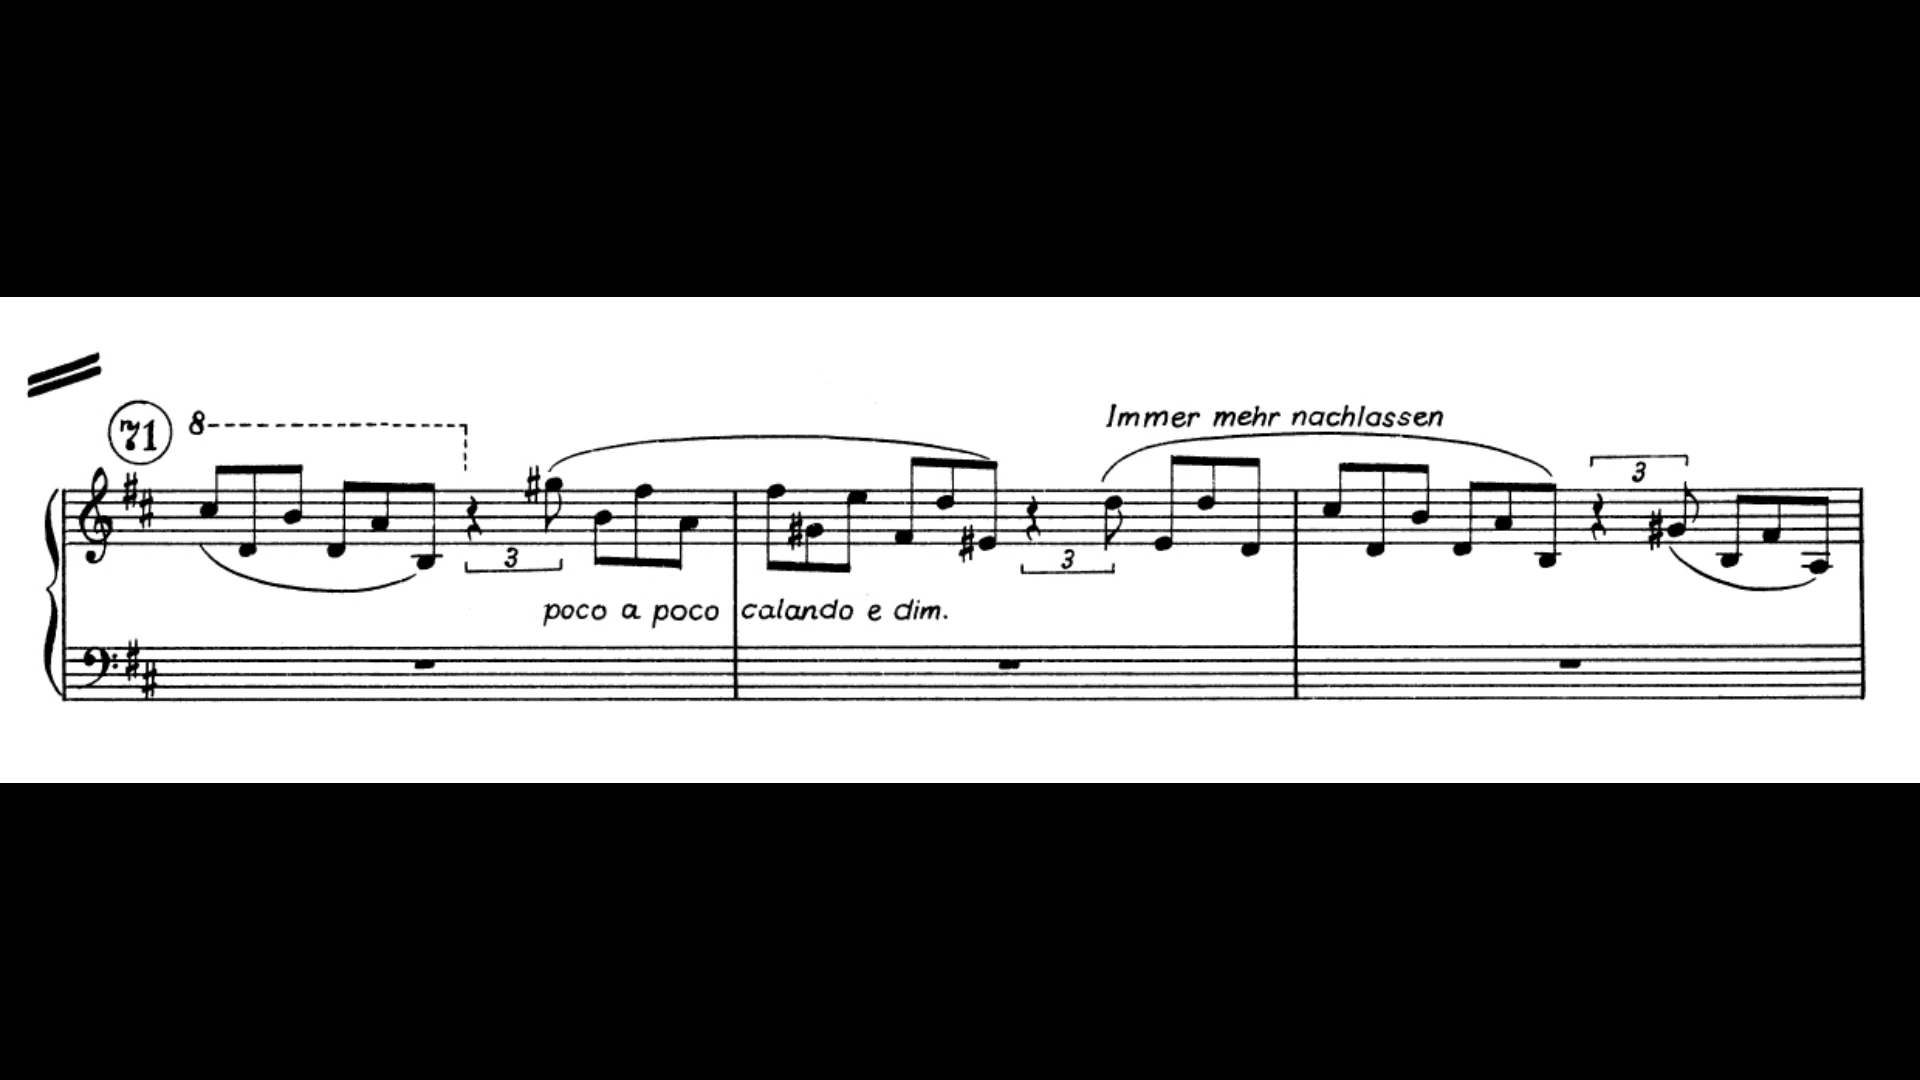 71 8
Immer mehr nachlassen
3
3 3
poco a poco calando e dim.